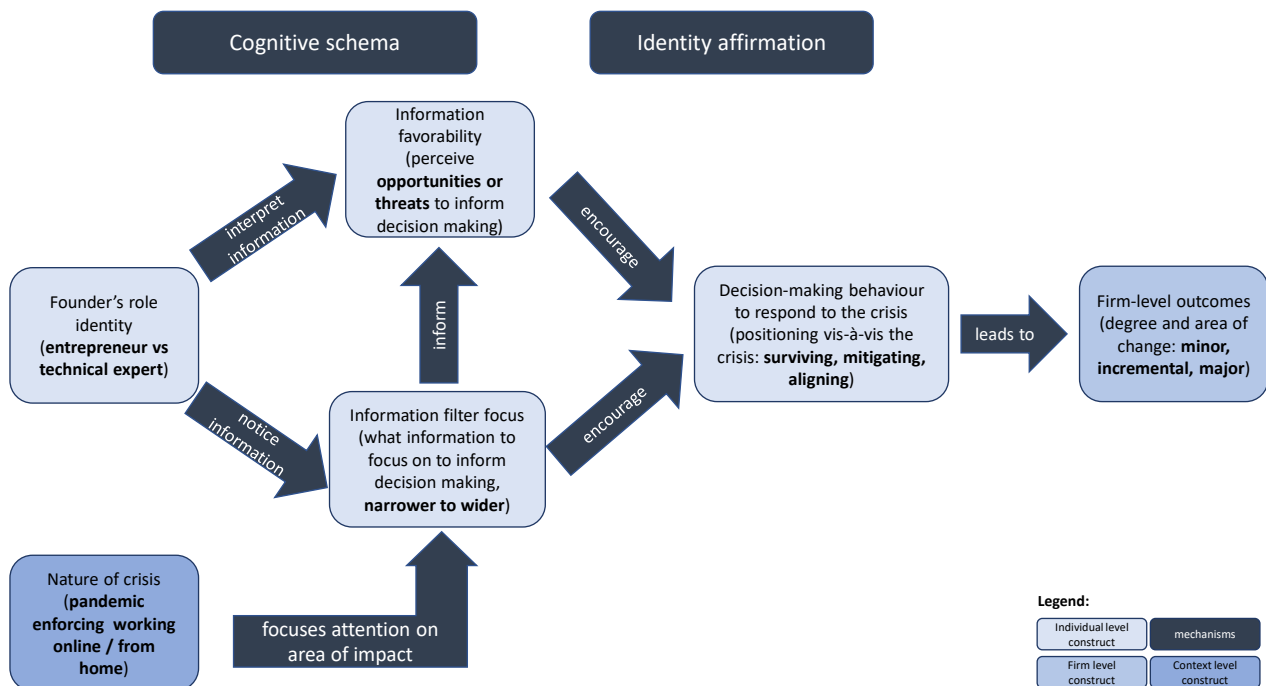 Cognitive schema
Identity affirmation
Information
favorability
(perceive
opportunities or
threats to inform
decision making)
interpret
information
encourage
Founder's role
identity
(entrepreneur vs
technical expert)
inform
Decision-making behaviour
to respond to the crisis
(positioning vis-à-vis the
crisis: surviving, mitigating,
aligning)
leads to
Firm-level outcomes
(degree and area of
change: minor,
incremental, major)
notice
information
Information filter focus
(what information to
focus on to inform
decision making,
narrower to wider)
encourage
Nature of crisis
(pandemic
enforcing working
online / from
home)
focuses attention on
area of impact
Legend:
Individual level
construct
mechanisms
Firm level
construct
Context level
construct